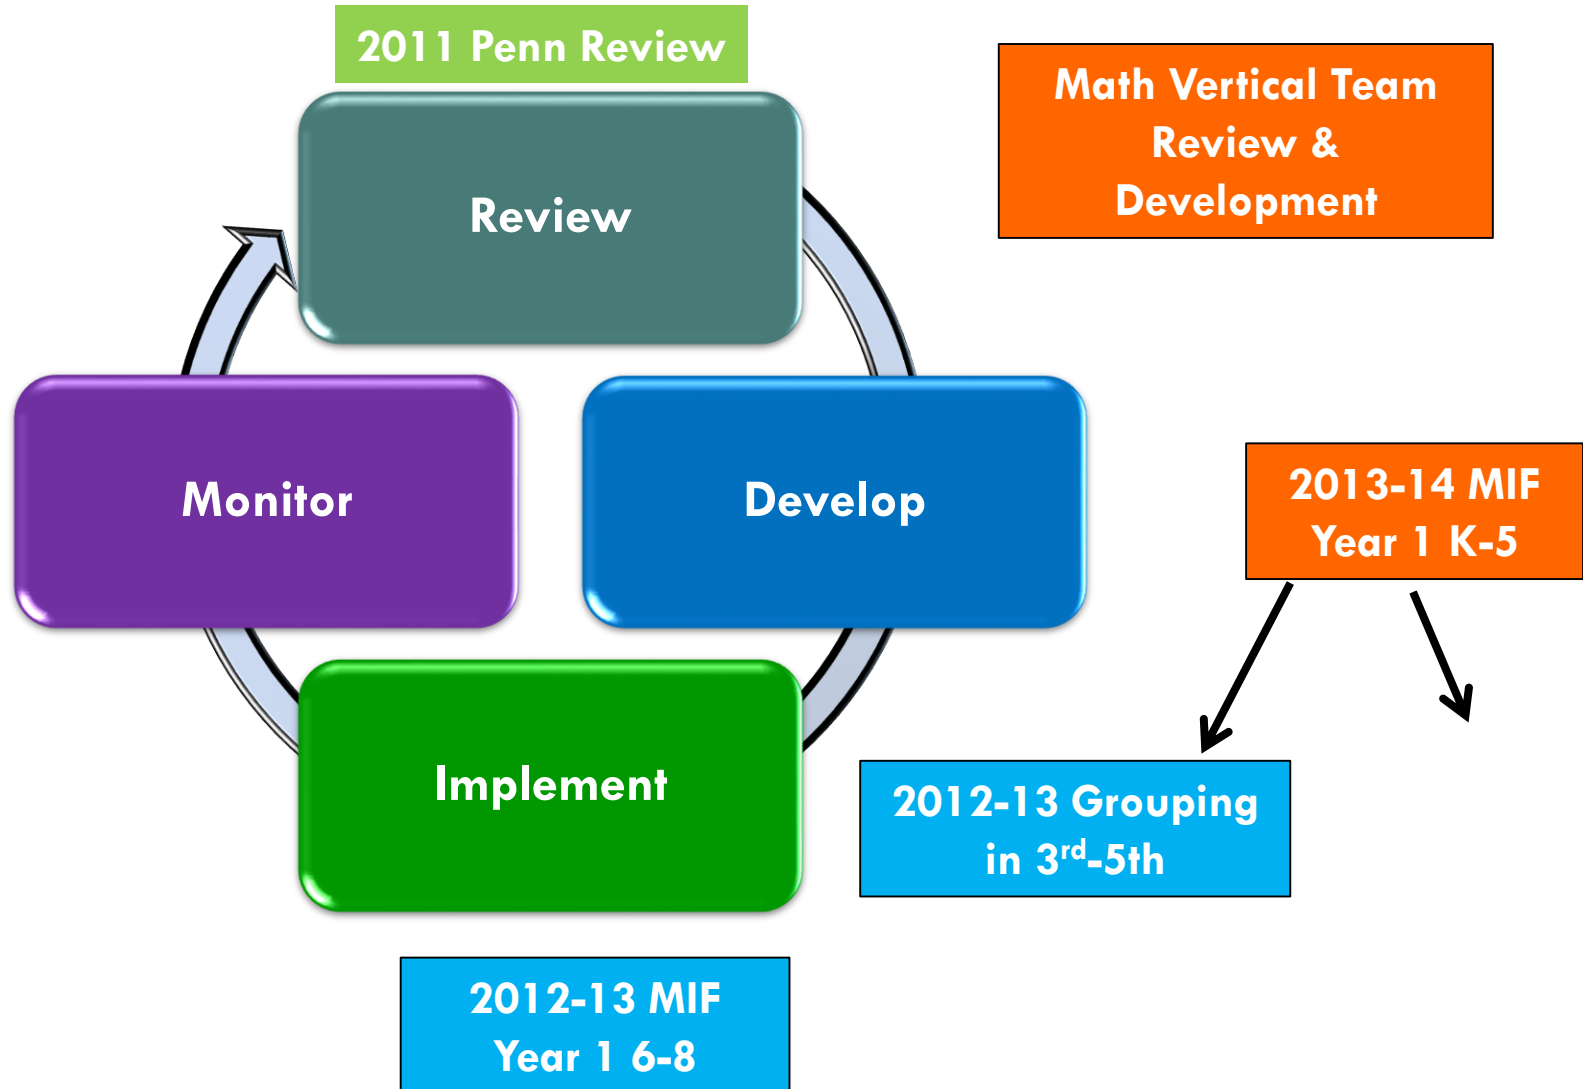 2011 Penn Review
Math Vertical Team
Review &
Development
Review
Monitor
Develop
2013-14 MIF
Year 1 K-5
Implement
2012-13 Grouping
in 3rd-5th
2012-13 MIF
Year 1 6-8